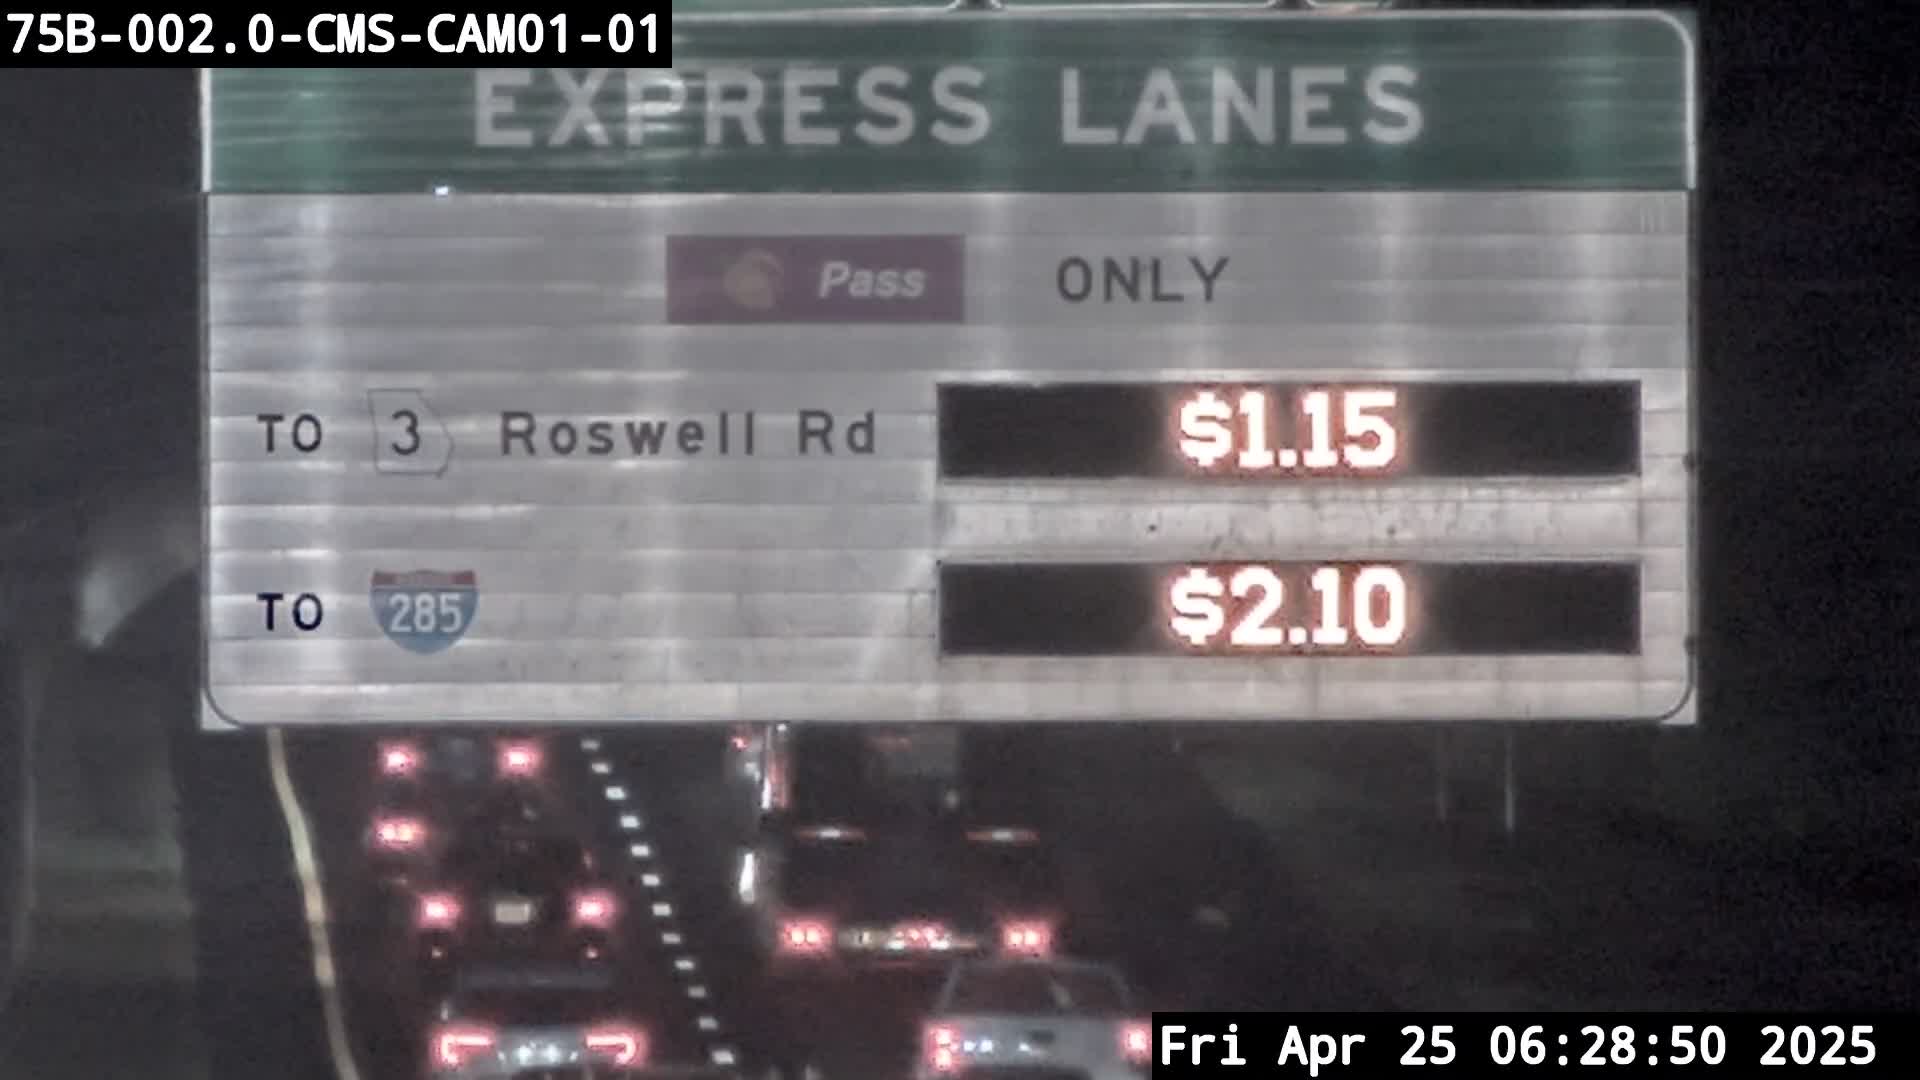 75B-002.0-CMS-CAM01-01
EXPRESS LANES
Pass ONLY
TO 3 Roswell Rd $1.15
TO 285 $2.10
Fri Apr 25 06:28:50 2025